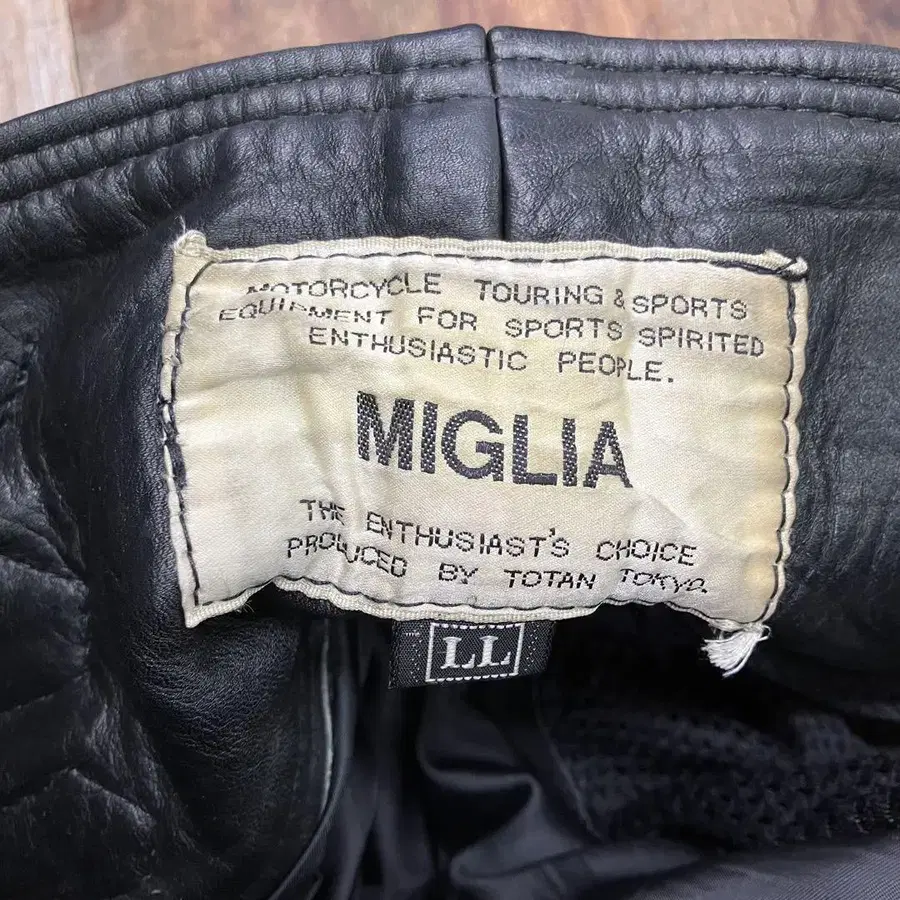 MOTORCYCLE TOURING & SPORTS
EQUIPMENT FOR SPORTS SPIRITED
ENTHUSIASTIC PEOPLE.
MIGLIA
THE ENTHUSIAST'S CHOICE
PRODUCED BY TOTAN TOKYO.
LL